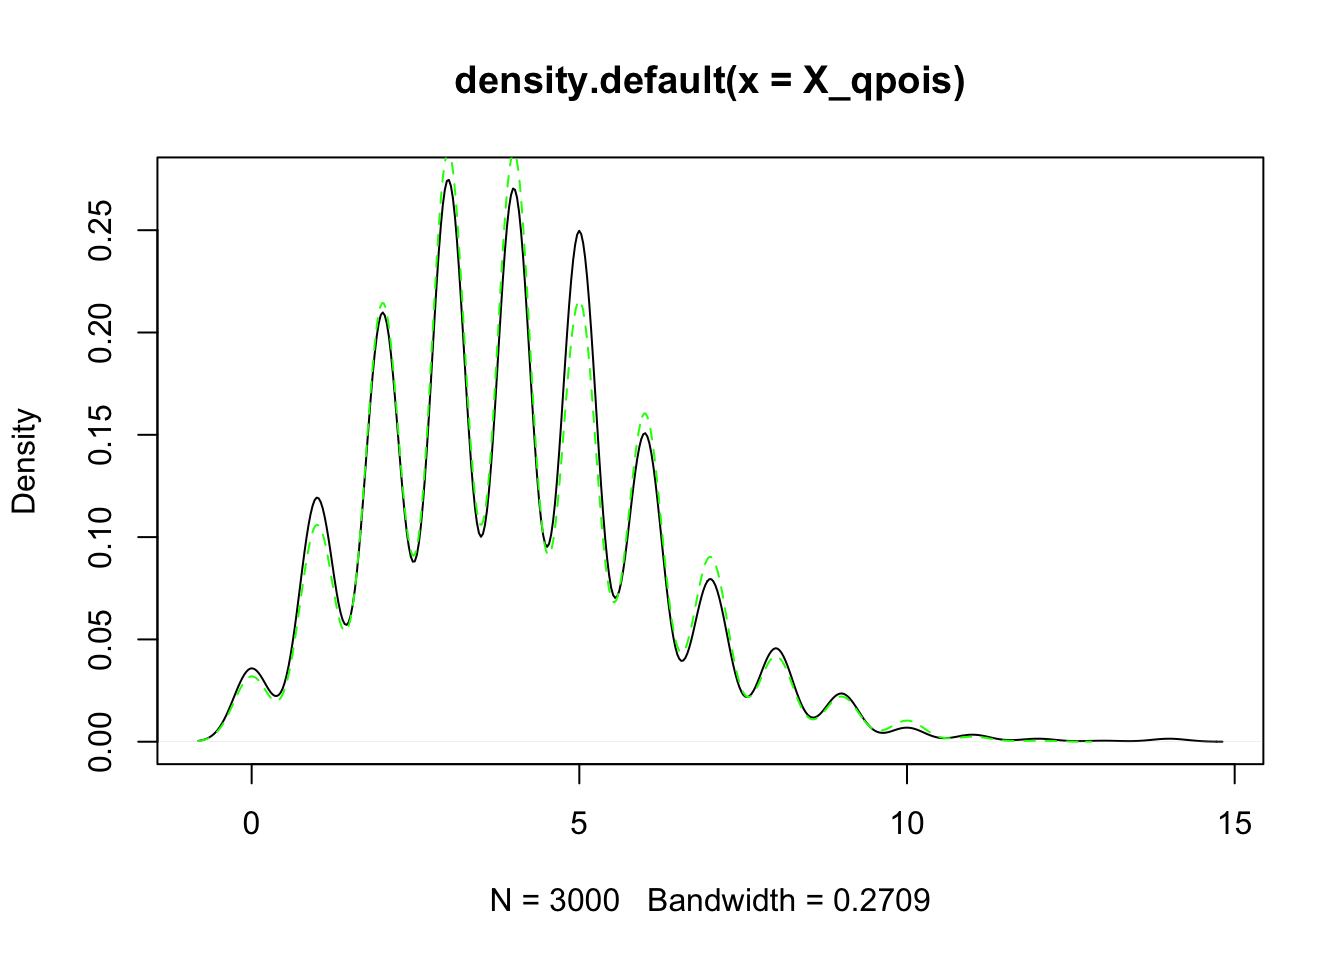 density.default(x = X_qpois)
Density
0.25
0.20
0.15
0.10
0.05
0.00
0 5 10 15
N = 3000 Bandwidth = 0.2709